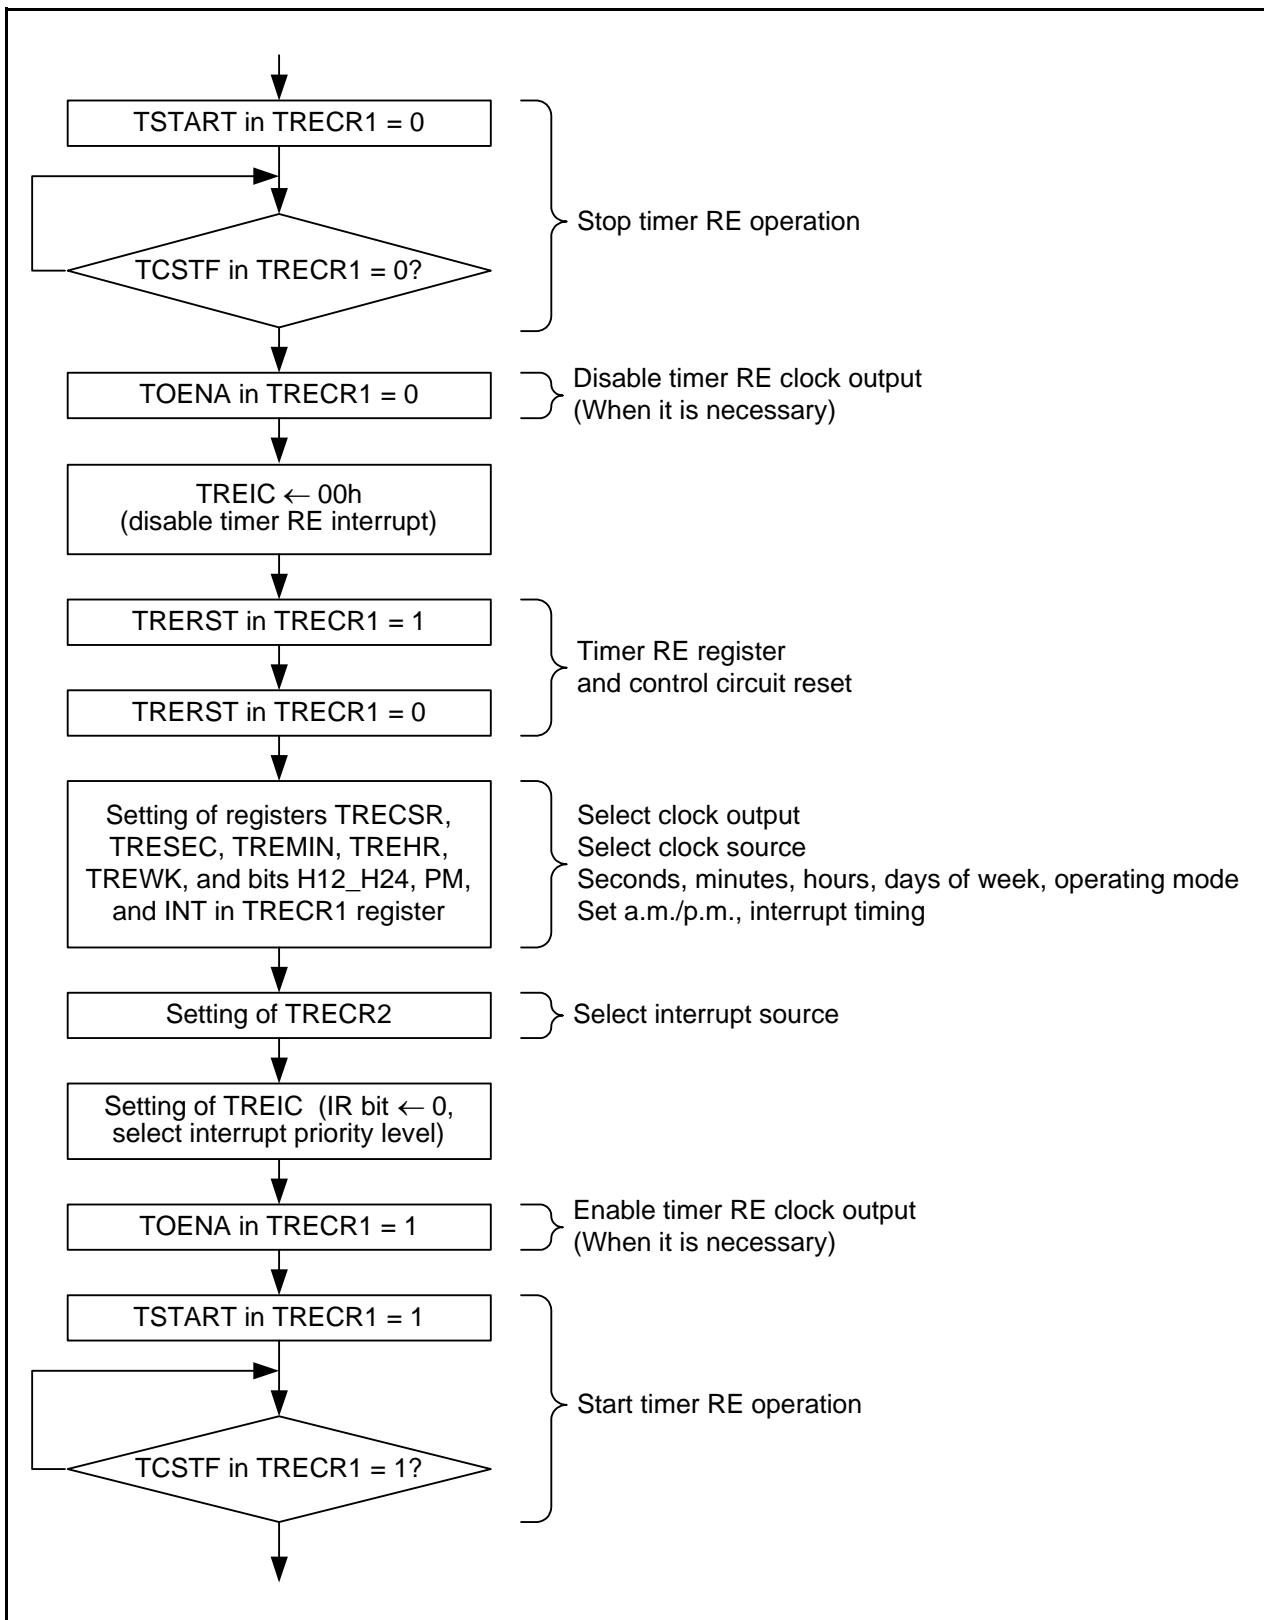 TSTART in TRECR1 = 0
TCSTF in TRECR1 = 0?
Stop timer RE operation
TOENA in TRECR1 = 0
Disable timer RE clock output
(When it is necessary)
TREIC ← 00h
(disable timer RE interrupt)
TRERST in TRECR1 = 1
TRERST in TRECR1 = 0
Timer RE register
and control circuit reset
Setting of registers TRECSR,
TRESEC, TREMIN, TREHR,
TREWK, and bits H12_H24, PM,
and INT in TRECR1 register
Select clock output
Select clock source
Seconds, minutes, hours, days of week, operating mode
Set a.m./p.m., interrupt timing
Setting of TRECR2
Select interrupt source
Setting of TREIC (IR bit ← 0,
select interrupt priority level)
TOENA in TRECR1 = 1
Enable timer RE clock output
(When it is necessary)
TSTART in TRECR1 = 1
TCSTF in TRECR1 = 1?
Start timer RE operation